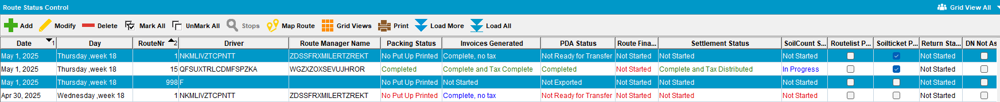 Route Status Control Grid View All
Add Modify Delete Mark All UnMark All Stops Map Route Grid Views Print Load More Load All
Date 1 Day RouteNr 2 Driver Route Manager Name Packing Status Invoices Generated PDA Status Route Fina... Settlement Status SoilCount S... Routelist P... Soilticket P... Return Sta... DN Not As
May 1, 2025 Thursday ,week 18 1 NKMLIVZTCPNTT ZDSSFRXMILERTZREKT No Put Up Printed Complete, no tax Not Ready for Transfer Not Started Not Started Not Started Not Started
May 1, 2025 Thursday ,week 18 15 QFSUXTRLCDMFSPZKA WGZXZOXSEVUJHROR Completed Complete and Tax Complete Completed Not Started Complete and Tax Distributed In Progress Not Started
May 1, 2025 Thursday ,week 18 998 F No Put Up Printed Not Started Not Exported Not Started Not Started Not Started Not Started
Apr 30, 2025 Wednesday ,week 18 1 NKMLIVZTCPNTT ZDSSFRXMILERTZREKT No Put Up Printed Complete, no tax Not Ready for Transfer Not Started Not Started Not Started Not Started